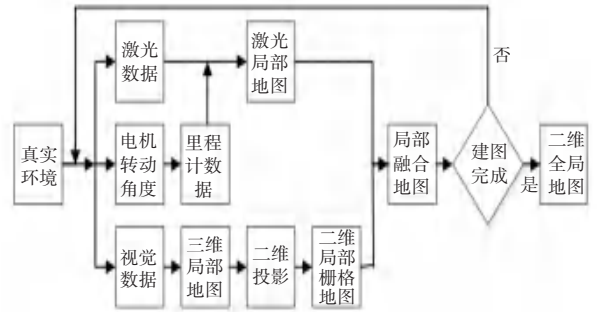 否
激光
数据
激光
局部
地图
真实
环境
电机
转动
角度
里程
计数
据
局部
融合
地图
建图
完成
是
二维
全局
地图
视觉
数据
三维
局部
地图
二维
投影
二维
局部
栅格
地图